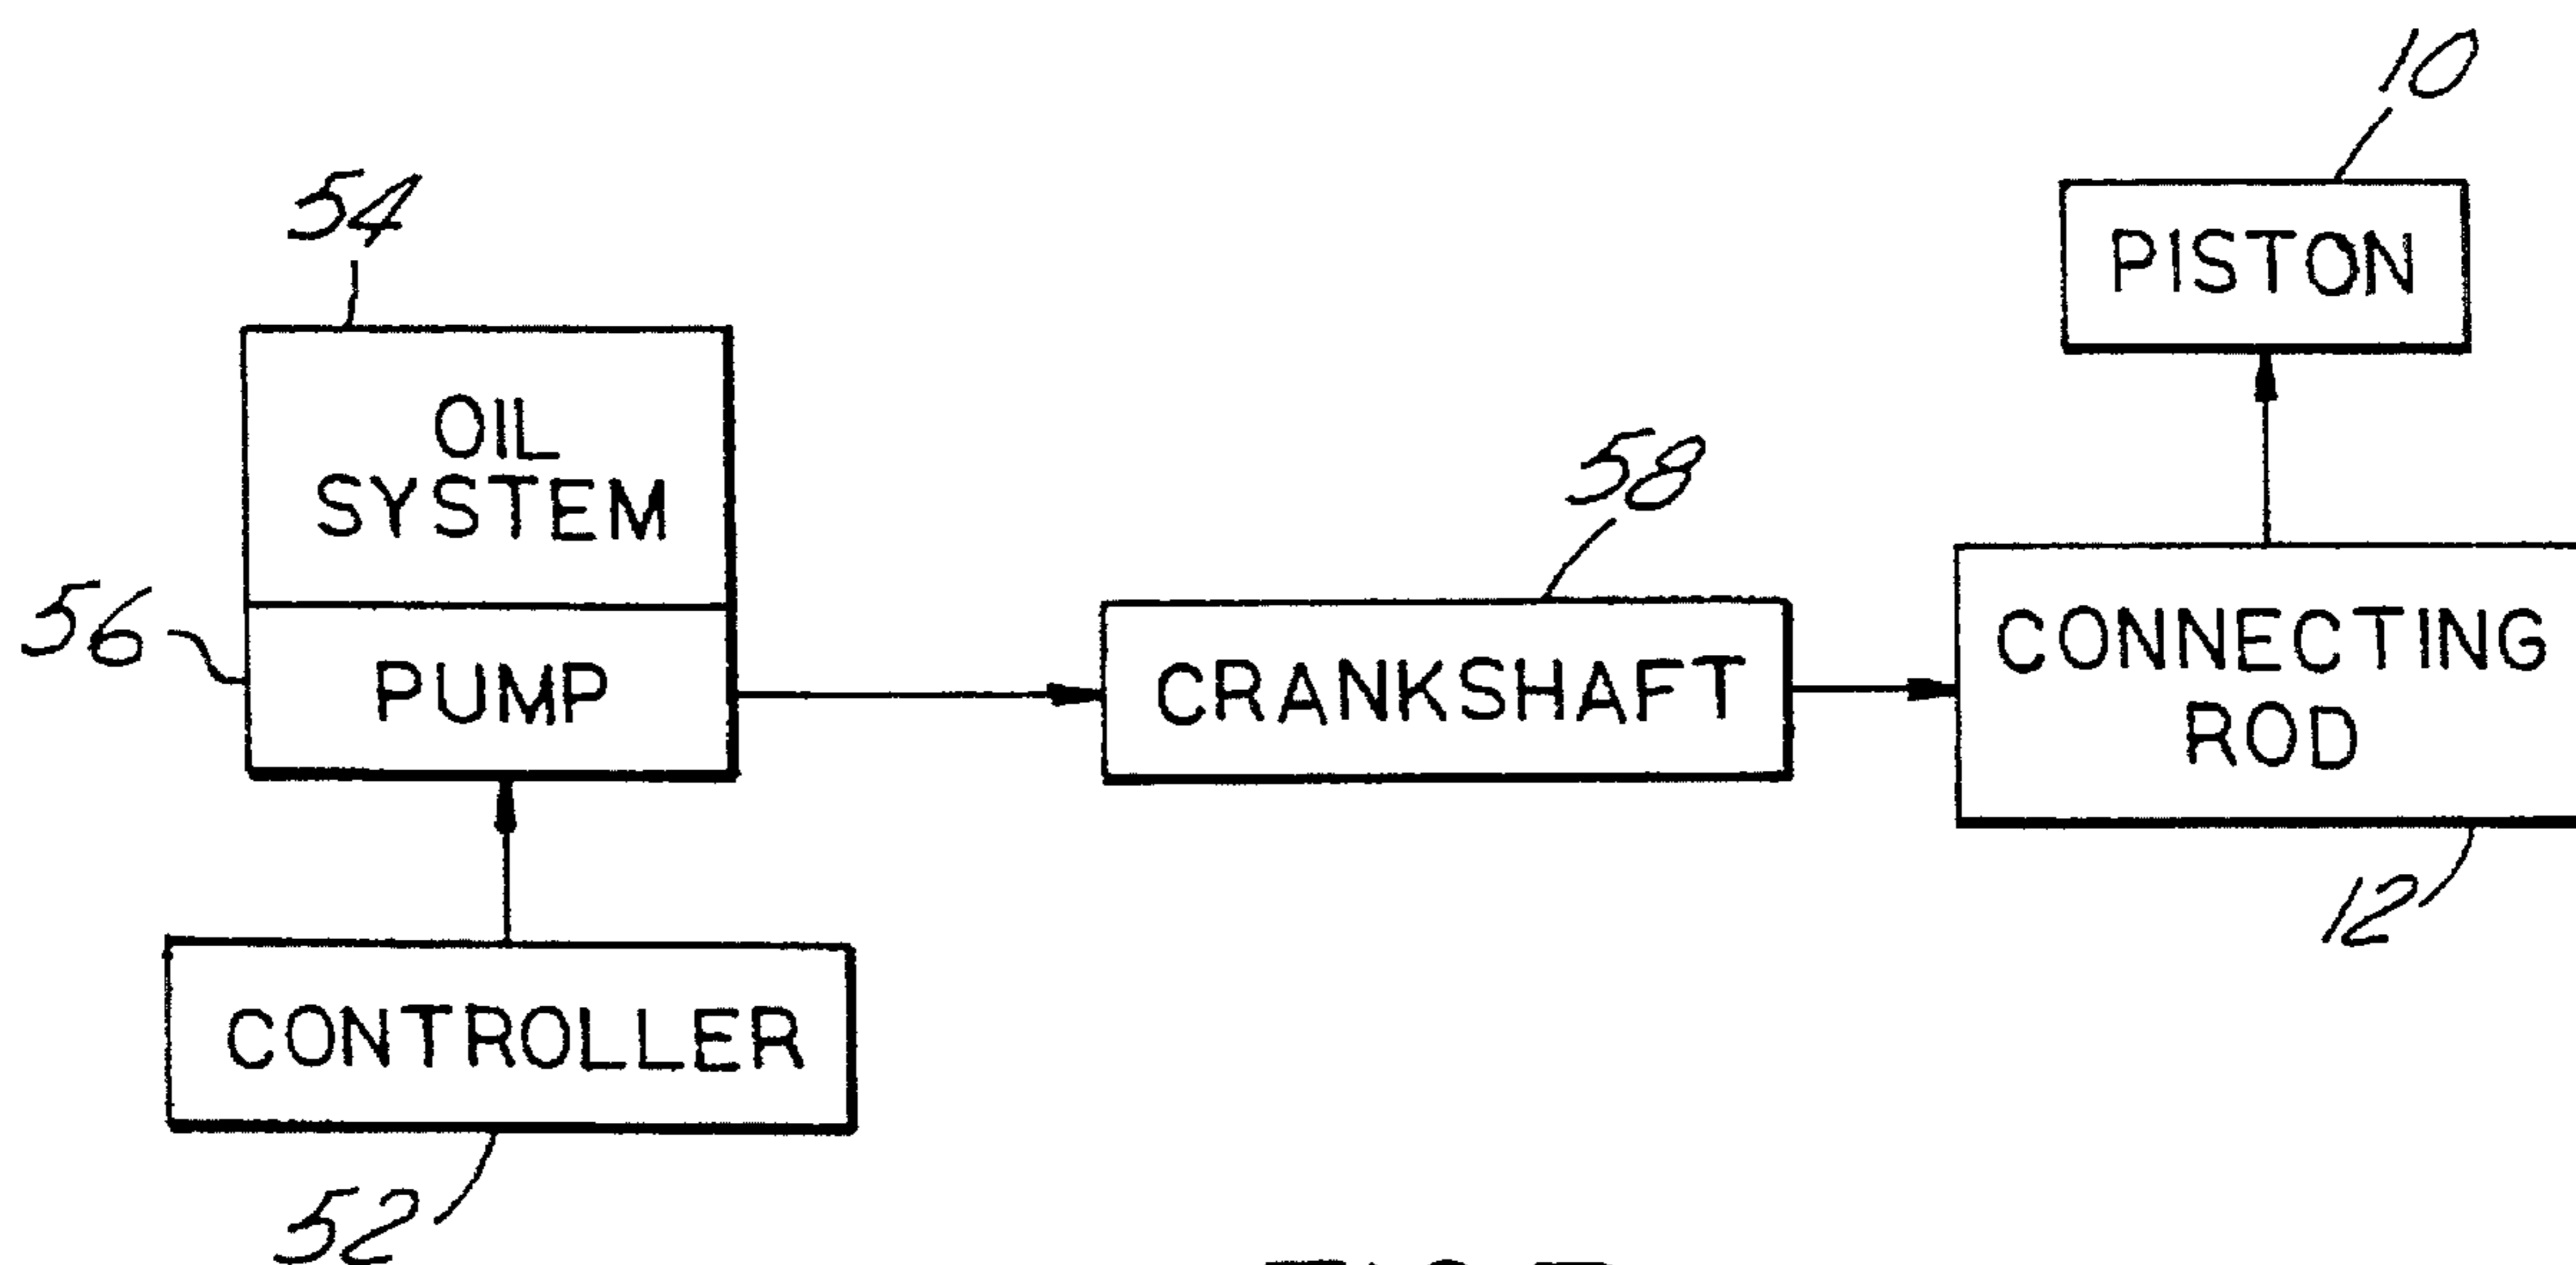 10
PISTON
54
OIL
SYSTEM
58
56
PUMP
CRANKSHAFT
CONNECTING
ROD
12
CONTROLLER
52